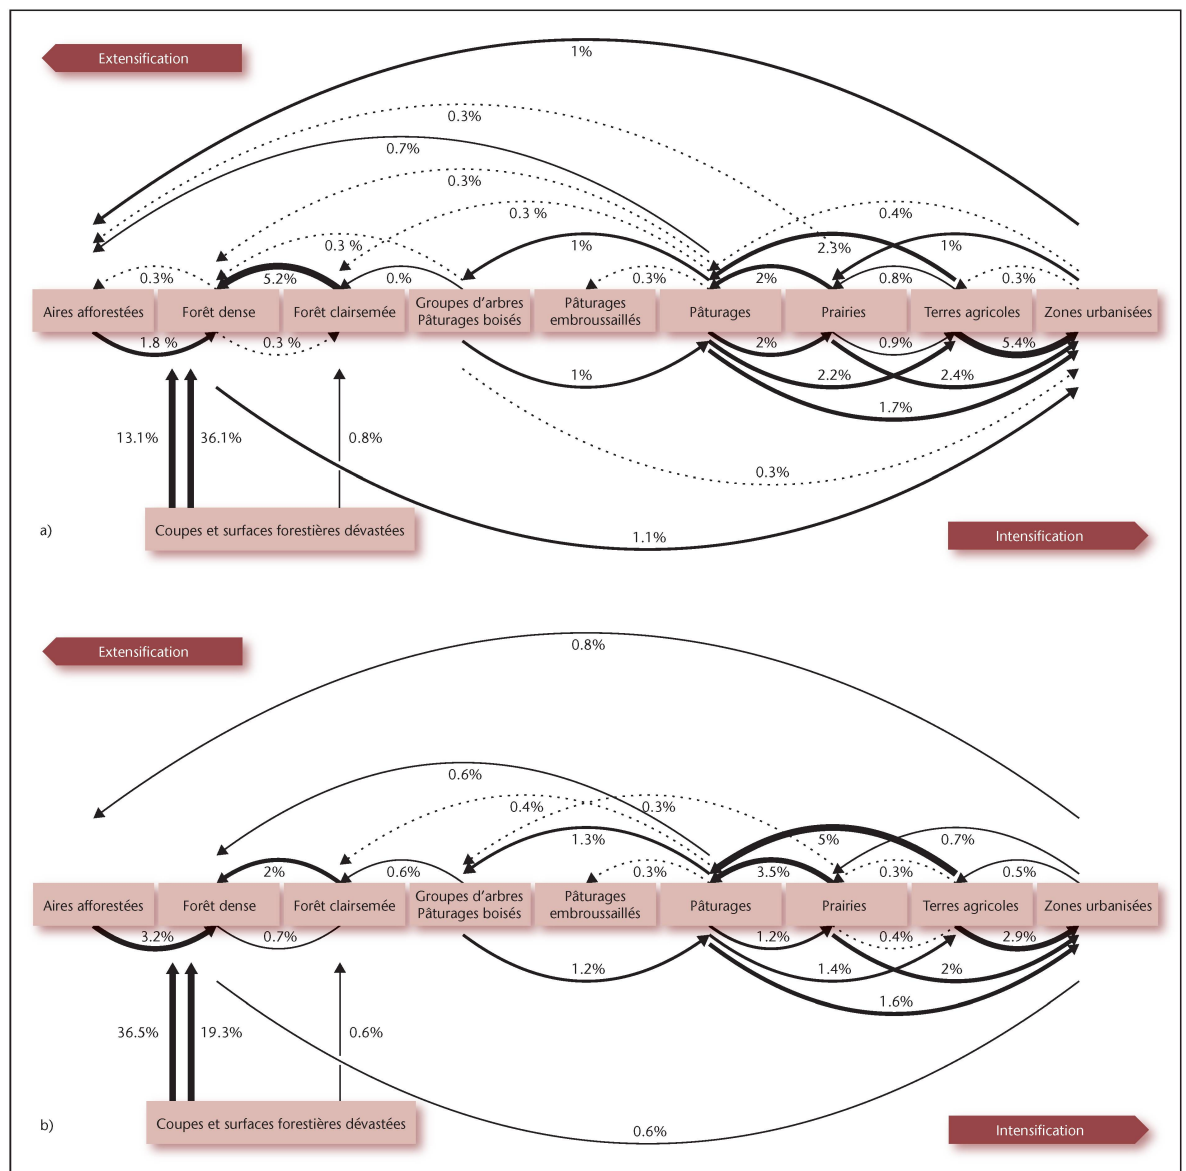 Extensification
1%
0.3%
0.7%
0.3%
0.3 %
0.4%
0.3 %
1%
2.3%
1%
0.3%
5.2%
0.%
0.3%
2%
0.8%
0.3%
Aires afforestées
Forêt dense
Forêt clairsemée
Groupes d'arbres
Pâturages boisés
Pâturages
embroussaillés
Pâturages
Prairies
Terres agricoles
Zones urbanisées
1.8 %
0.3 %
2%
0.9%
5.4%
1%
2.2%
2.4%
1.7%
13.1%
36.1%
0.8%
0.3%
Coupes et surfaces forestières dévastées
a)
1.1%
Intensification
Extensification
0.8%
0.6%
0.4%
0.3%
1.3%
5%
0.7%
2%
0.6%
0.3%
3.5%
0.3%
0.5%
Aires afforestées
Forêt dense
Forêt clairsemée
Groupes d'arbres
Pâturages boisés
Pâturages
embroussaillés
Pâturages
Prairies
Terres agricoles
Zones urbanisées
3.2%
0.7%
1.2%
0.4%
2.9%
1.2%
1.4%
2%
1.6%
36.5%
19.3%
0.6%
Coupes et surfaces forestières dévastées
b)
0.6%
Intensification